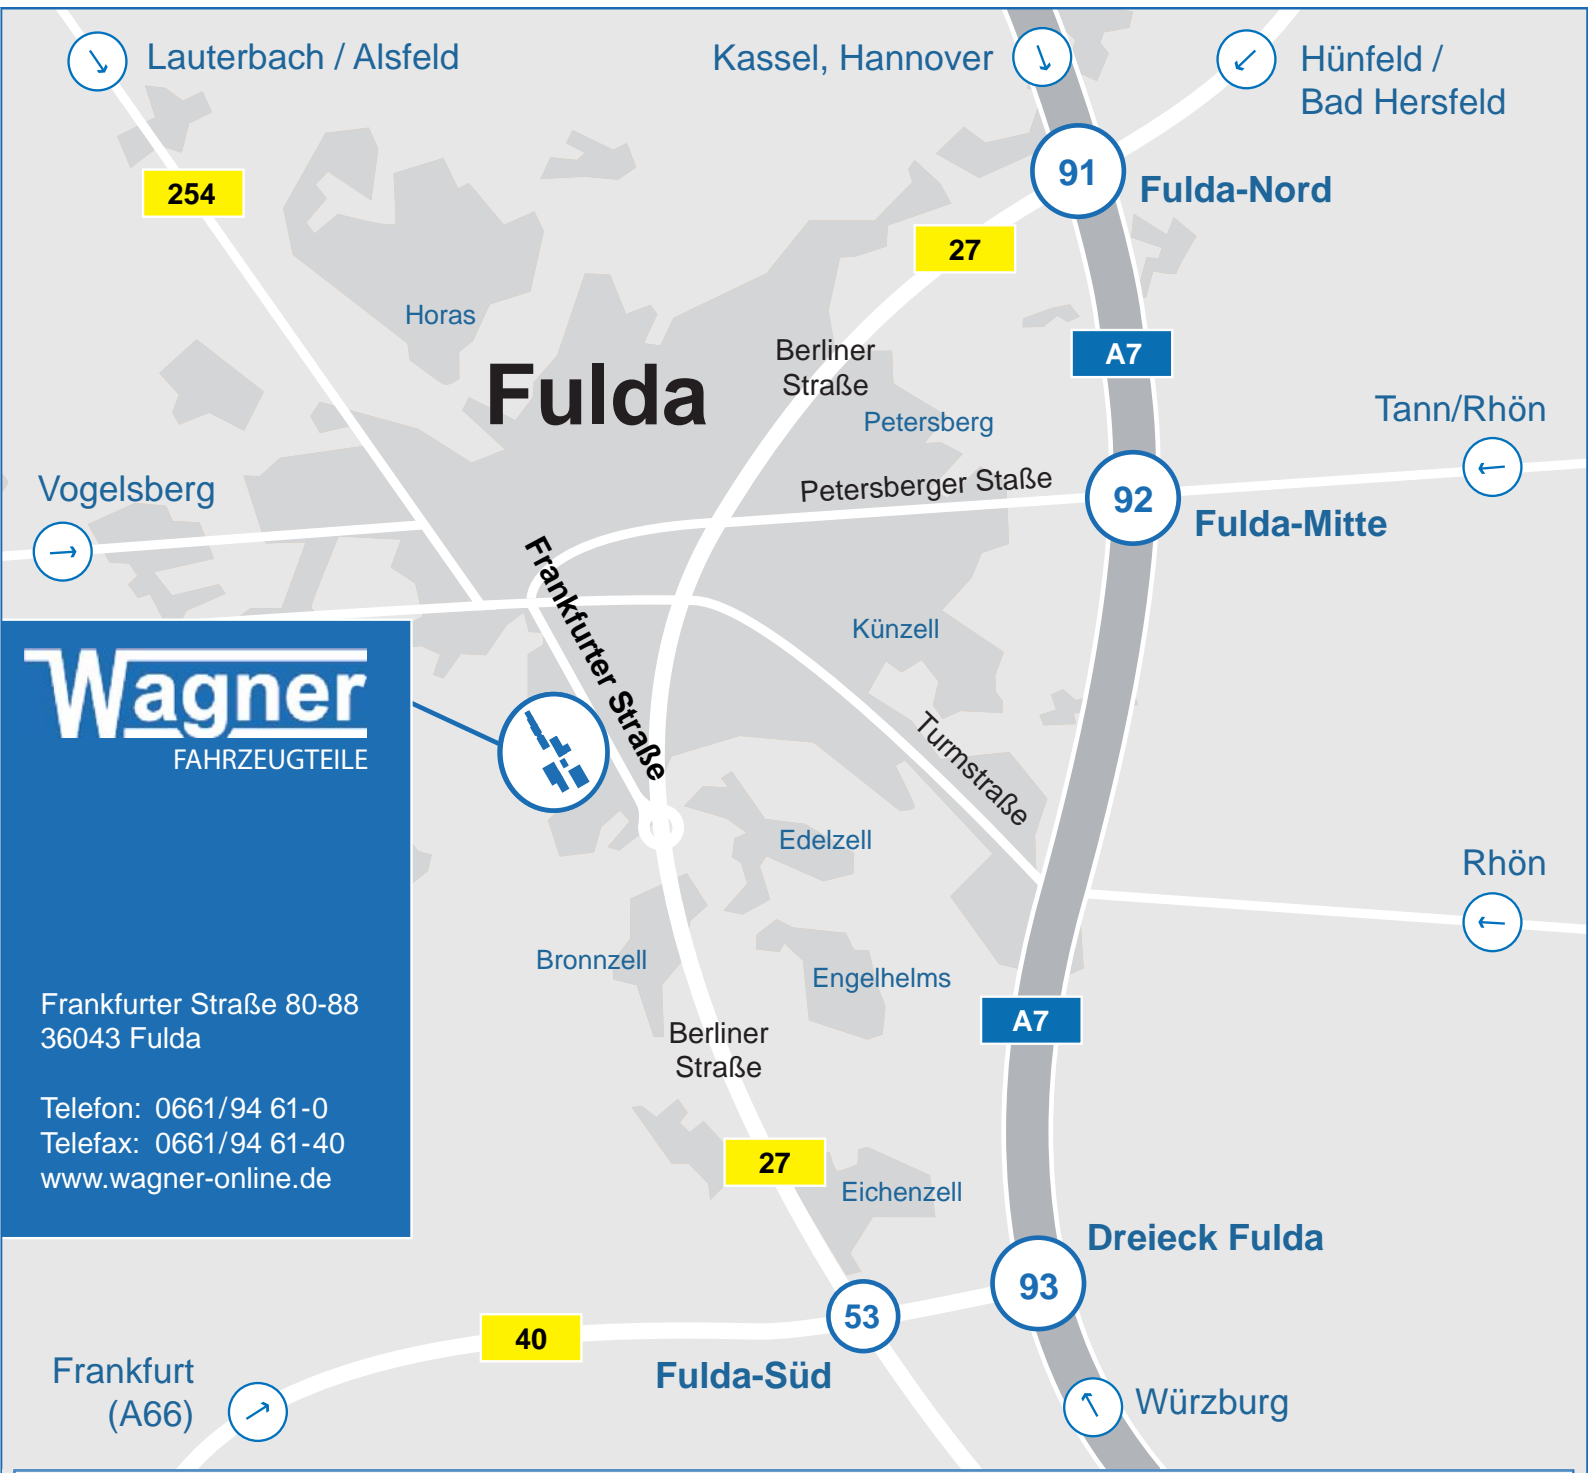 Lauterbach / Alsfeld
Kassel, Hannover
Hünfeld /
Bad Hersfeld
91
Fulda-Nord
254
27
Horas
Berliner
Straße
A7
Fulda
Petersberg
Tann/Rhön
Vogelsberg
Petersberger Staße
92
Fulda-Mitte
Frankfurter Straße
Künzell
Wagner
FAHRZEUGTEILE
Turmstraße
Edelzell
Rhön
Bronnzell
Engelhelms
Frankfurter Straße 80-88
36043 Fulda
A7
Berliner
Straße
Telefon: 0661/94 61-0
Telefax: 0661/94 61-40
www.wagner-online.de
27
Eichenzell
Dreieck Fulda
93
53
40
Fulda-Süd
Frankfurt
(A66)
Würzburg